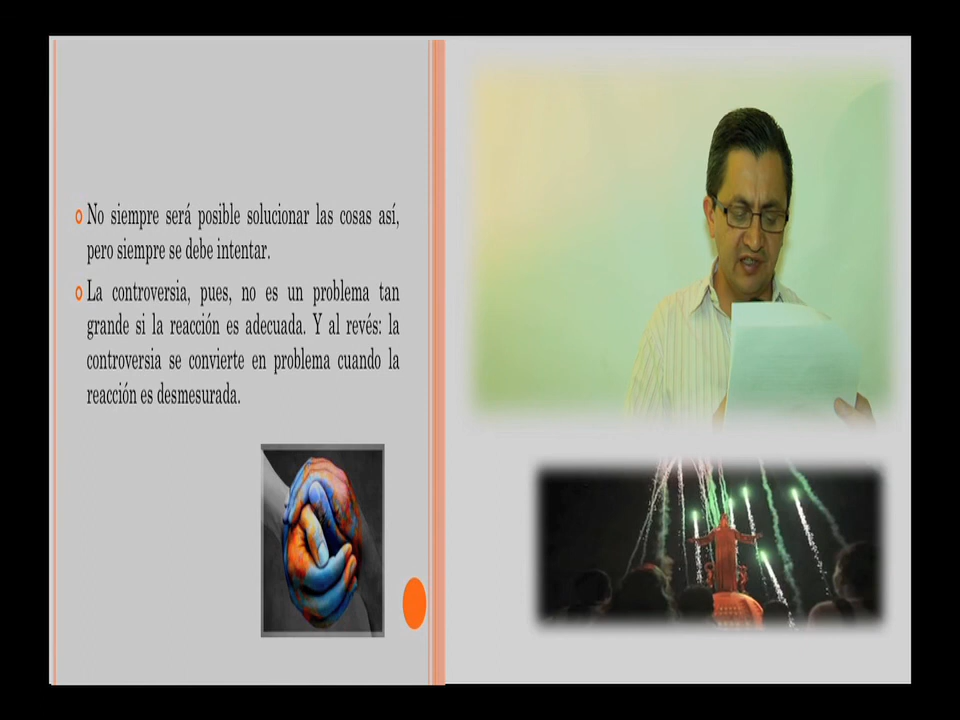 No siempre será posible solucionar las cosas así,
pero siempre se debe intentar.
La controversia, pues, no es un problema tan
grande si la reacción es adecuada. Y al revés: la
controversia se convierte en problema cuando la
reacción es desmesurada.